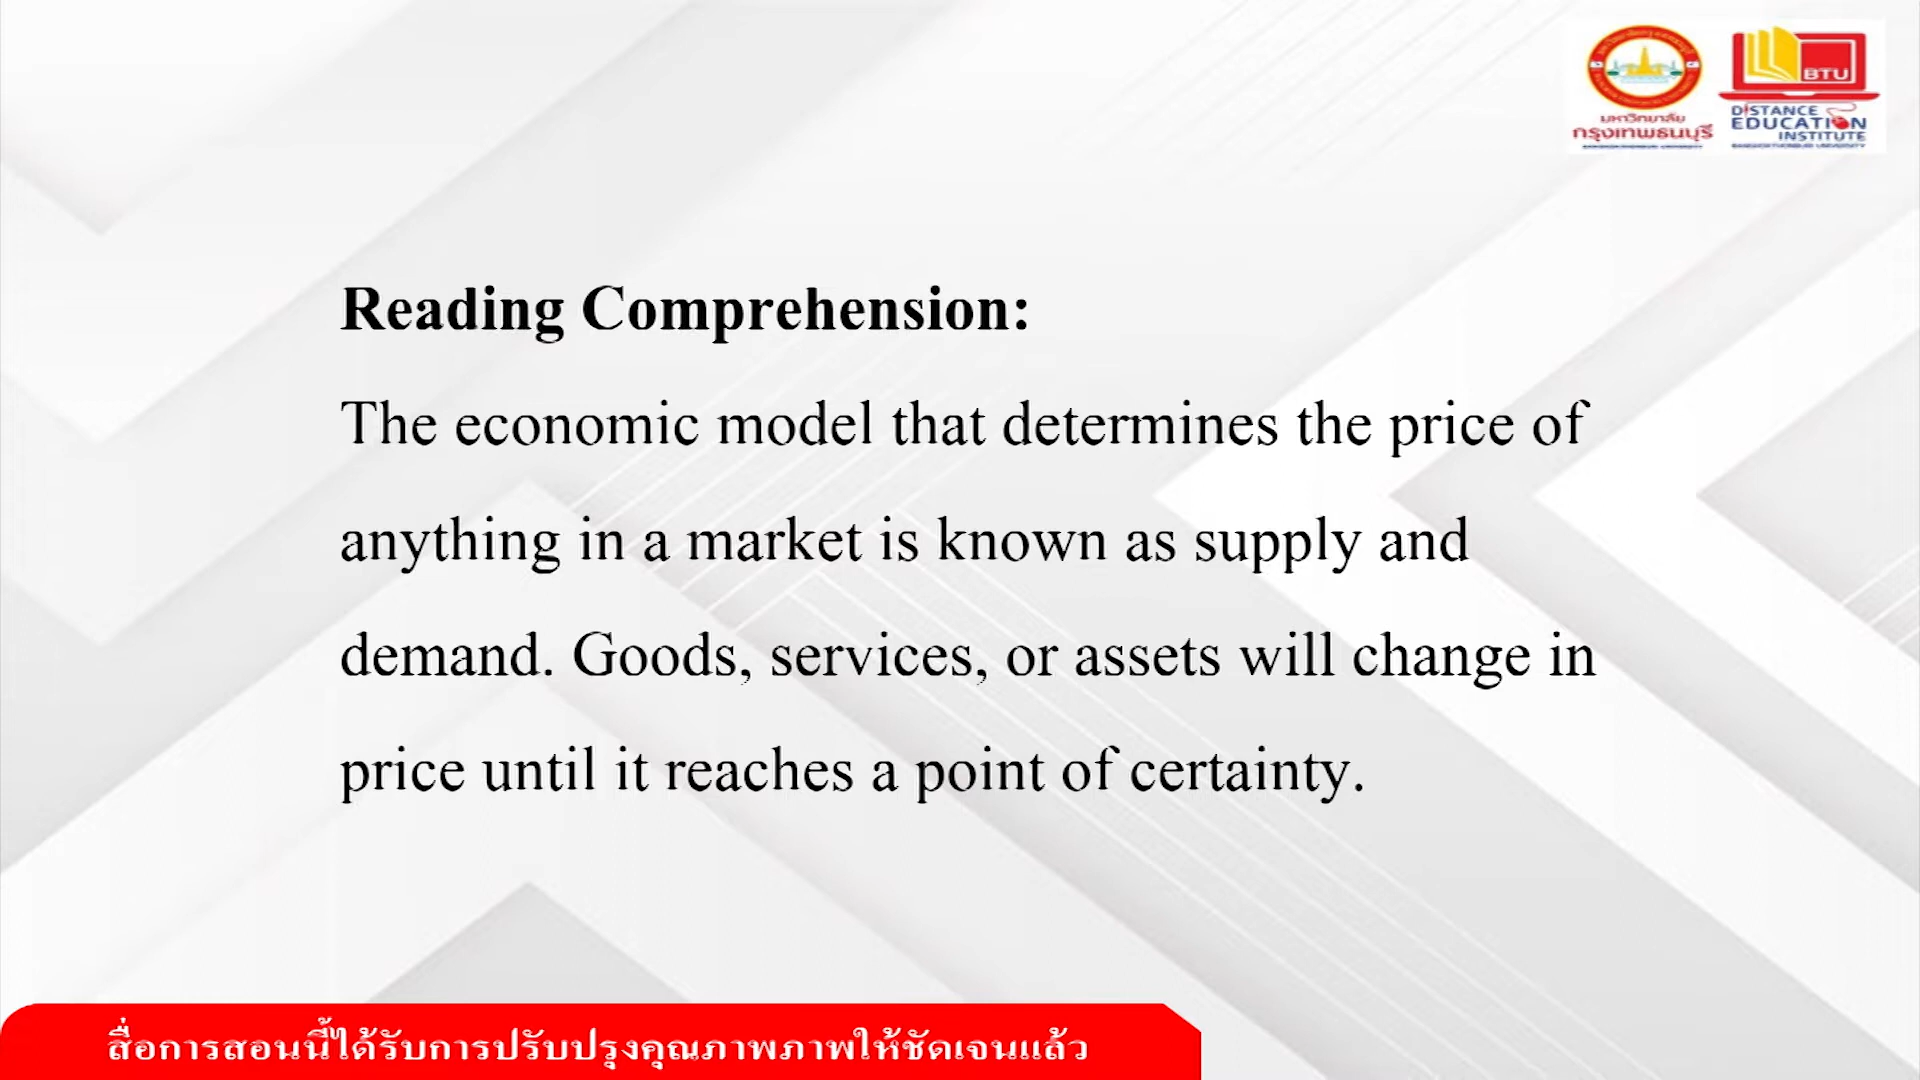 มหาวิทยาลัย
กรุงเทพธนบุรี
BANGKOKTHONBURI UNIVERSITY
BTU
DISTANCE
EDUCATION
INSTITUTE
BANGKOKTHONBURI UNIVERSITY
Reading Comprehension:
The economic model that determines the price of
anything in a market is known as supply and
demand. Goods, services, or assets will change in
price until it reaches a point of certainty.
สื่อการสอนนี้ได้รับการปรับปรุงคุณภาพภาพให้ชัดเจนแล้ว